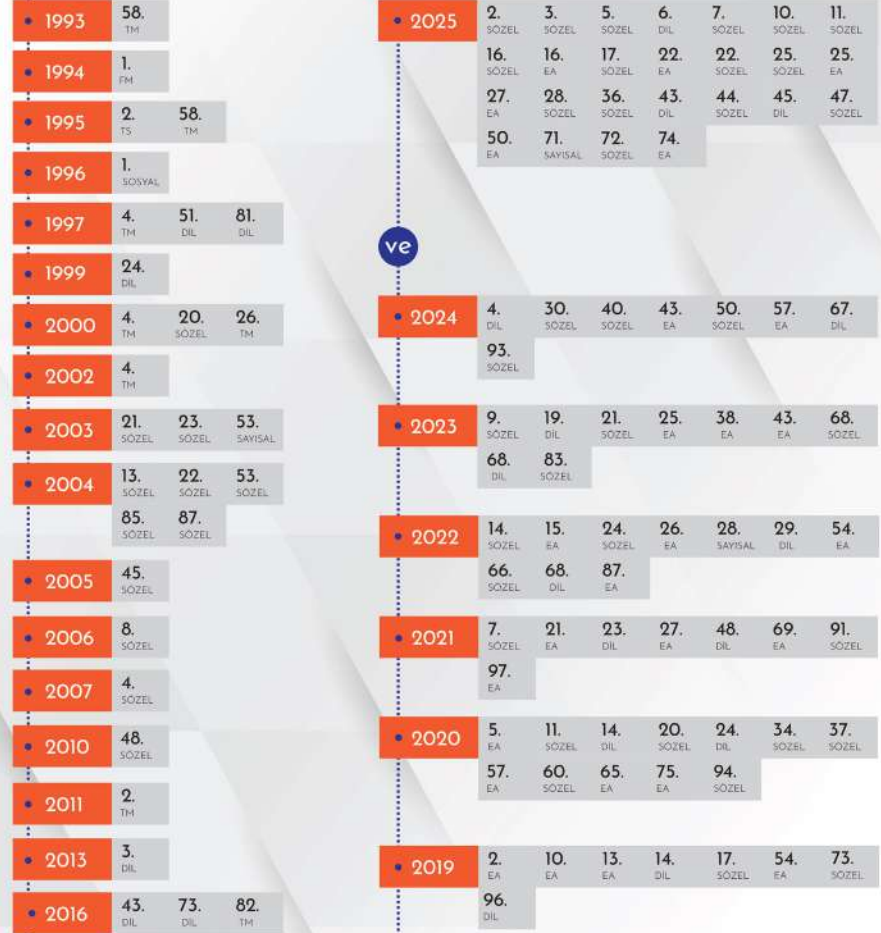 1993 58.
TM
1994 1.
FM
1995 2. 58.
TS TM
1996 1.
SOSYAL
1997 4. 51. 81.
TM DİL DİL
1999 24.
DİL
2000 4. 20. 26.
TM SÖZEL TM
2002 4.
TM
2003 21. 23. 53.
SÖZEL SÖZEL SAYISAL
2004 13. 22. 53.
SÖZEL SÖZEL SÖZEL
85. 87.
SÖZEL SÖZEL
2005 45.
SÖZEL
2006 8.
SÖZEL
2007 4.
SÖZEL
2010 48.
SÖZEL
2011 2.
TM
2013 3.
DİL
2016 43. 73. 82.
DİL DİL TM
2025 2. 3. 5. 6. 7. 10. 11.
SÖZEL SÖZEL SÖZEL DİL SÖZEL SÖZEL SÖZEL
16. 16. 17. 22. 22. 25. 25.
SÖZEL EA SÖZEL EA SÖZEL SÖZEL EA
27. 28. 36. 43. 44. 45. 47.
EA SÖZEL SÖZEL DİL SÖZEL DİL SÖZEL
50. 71. 72. 74.
EA SAYISAL SÖZEL EA
ve
2024 4. 30. 40. 43. 50. 57. 67.
DİL SÖZEL SÖZEL EA SÖZEL EA DİL
93.
SÖZEL
2023 9. 19. 21. 25. 38. 43. 68.
SÖZEL DİL SÖZEL EA EA EA SÖZEL
68. 83.
DİL SÖZEL
2022 14. 15. 24. 26. 28. 29. 54.
SÖZEL EA SÖZEL EA SAYISAL DİL EA
66. 68. 87.
SÖZEL DİL EA
2021 7. 21. 23. 27. 48. 69. 91.
SÖZEL EA DİL EA DİL EA SÖZEL
97.
EA
2020 5. 11. 14. 20. 24. 34. 37.
EA SÖZEL DİL SÖZEL DİL SÖZEL SÖZEL
57. 60. 65. 75. 94.
EA SÖZEL EA EA SÖZEL
2019 2. 10. 13. 14. 17. 54. 73.
EA EA EA DİL SÖZEL EA SÖZEL
96.
DİL